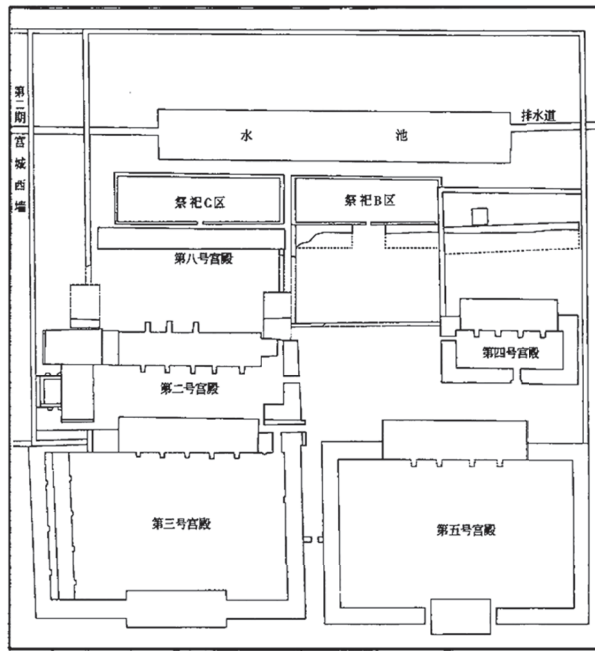 第二期宫城西墙
排水道
水 池
祭祀C区
祭祀B区
第八号宫殿
第四号宫殿
第二号宫殿
第三号宫殿
第五号宫殿